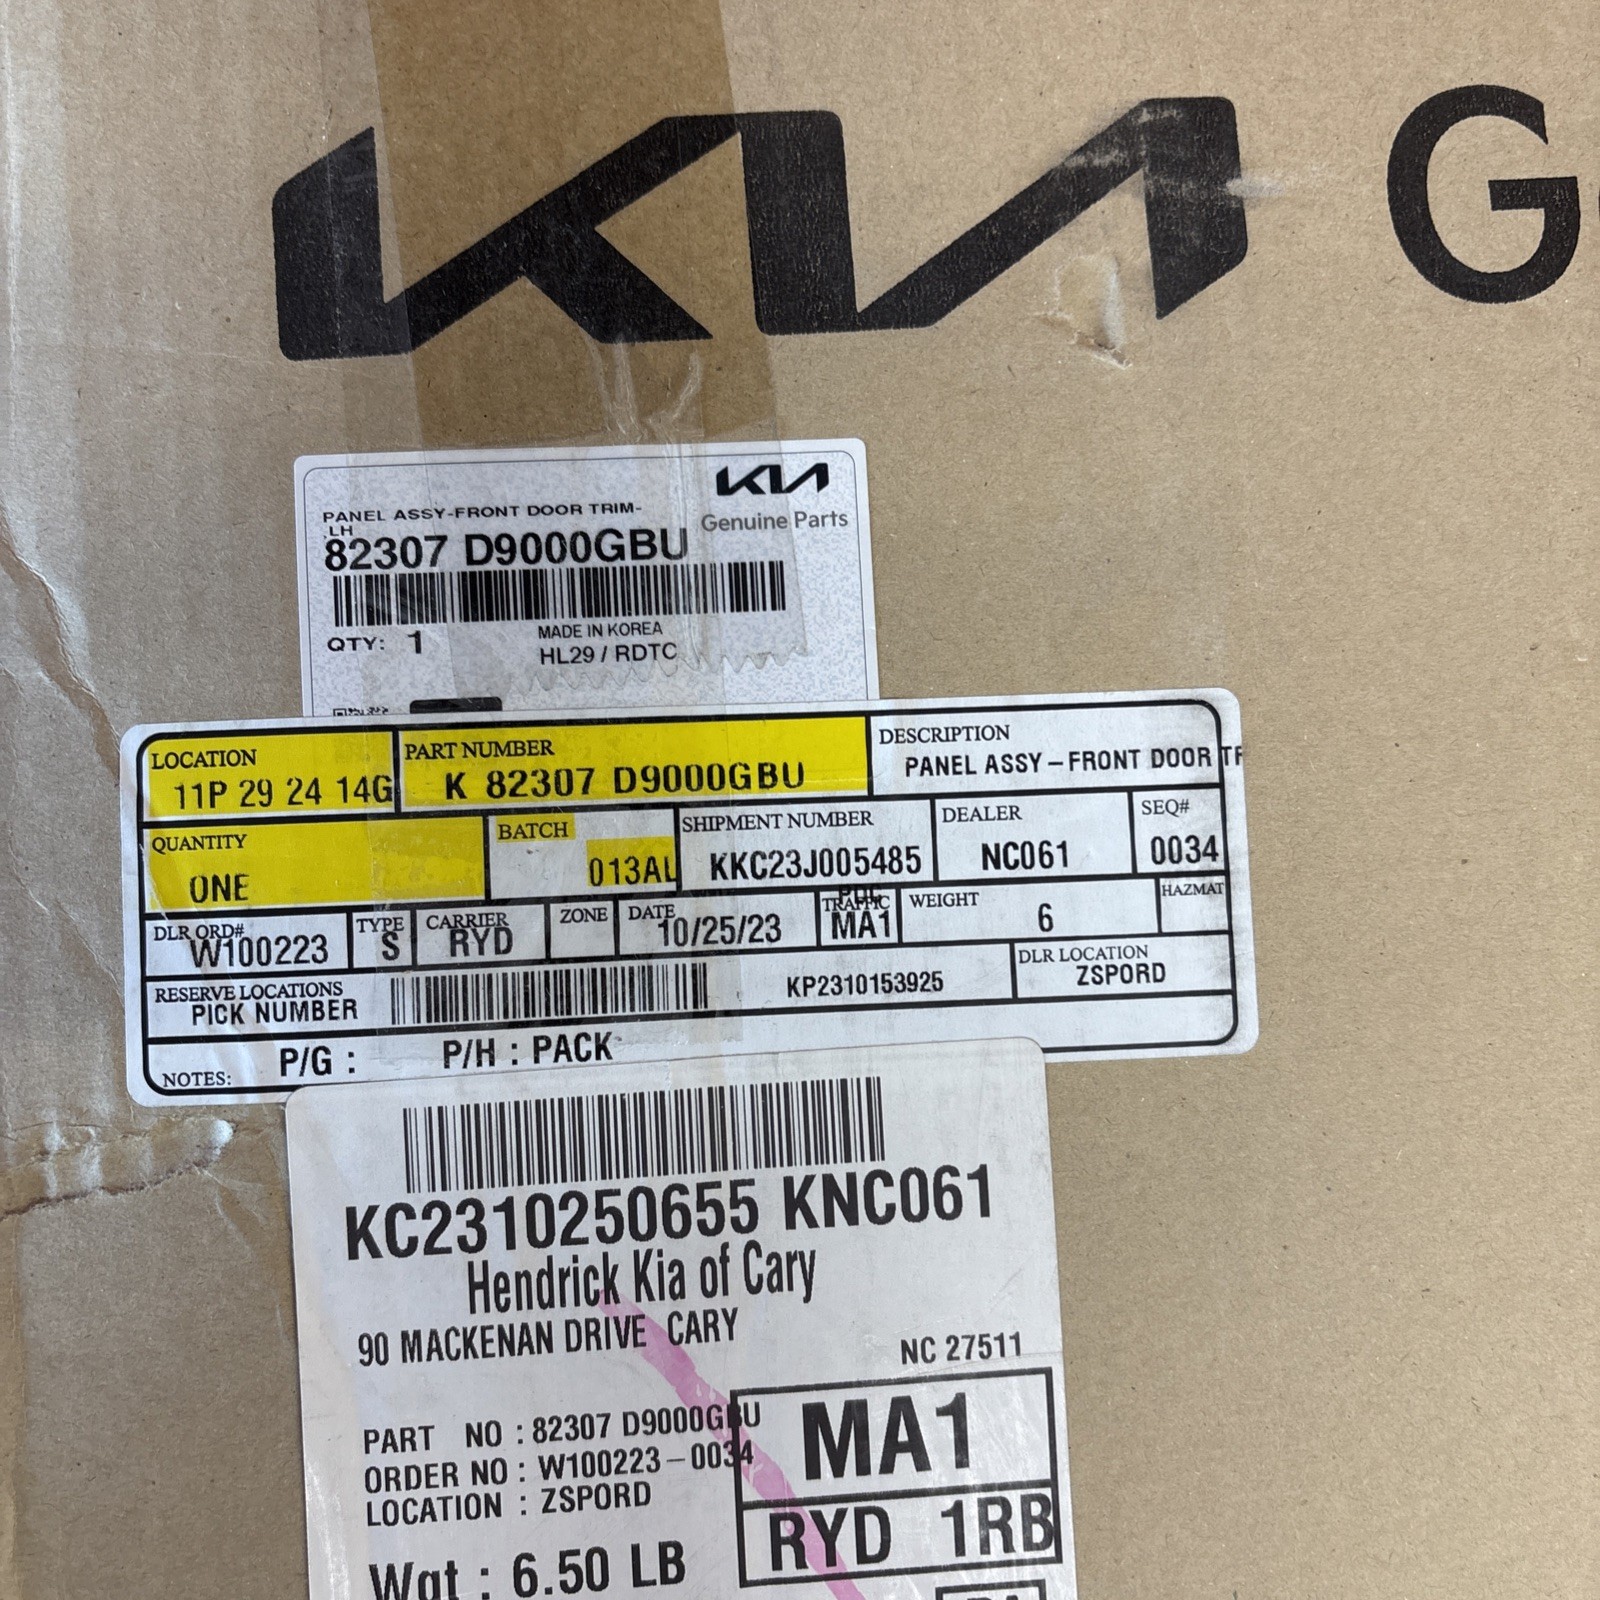 KIA G
KIA
Genuine Parts
PANEL ASSY-FRONT DOOR TRIM-
,LH
82307 D9000GBU
QTY: 1
MADE IN KOREA
HL29 / RDTC
LOCATION
11P 29 24 14G
PART NUMBER
K 82307 D9000GBU
DESCRIPTION
PANEL ASSY-FRONT DOOR TR
QUANTITY
ONE
BATCH
013AL
SHIPMENT NUMBER
KKC23J005485
DEALER
NC061
SEQ#
0034
DLR ORD#
W100223
TYPE
S
CARRIER
RYD
ZONE
DATE
10/25/23
PDC
TRAFFIC
MA1
WEIGHT
6
HAZMAT
RESERVE LOCATIONS
PICK NUMBER
KP2310153925
DLR LOCATION
ZSPORD
NOTES: P/G : P/H : PACK
KC2310250655 KNC061
Hendrick Kia of Cary
90 MACKENAN DRIVE CARY
NC 27511
PART NO : 82307 D9000GBU
ORDER NO : W100223-0034
LOCATION : ZSPORD
MA1
RYD 1RB
Wgt : 6.50 LB